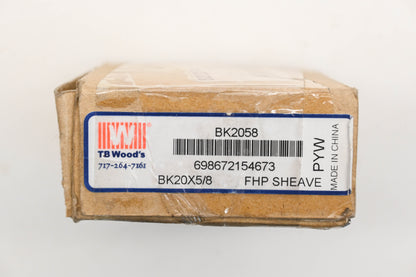 BK2058
W
TB Wood's
717-264-7161
698672154673
BK20X5/8 FHP SHEAVE
PYW
MADE IN CHINA